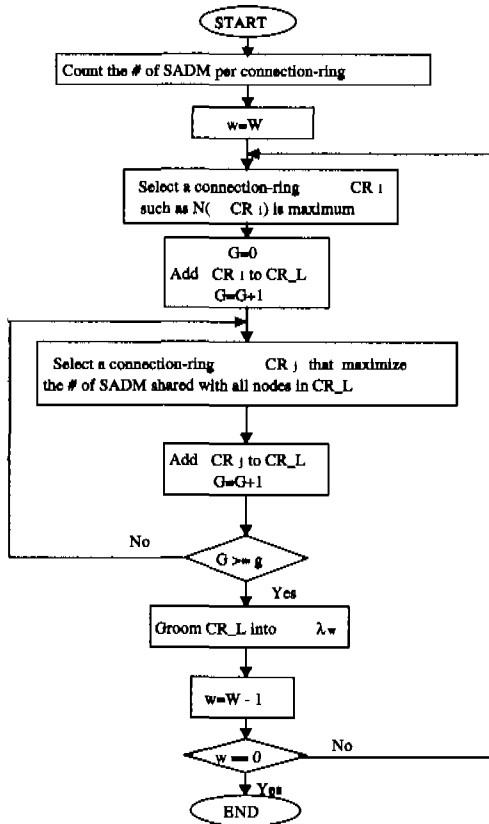 START
Count the # of SADM per connection-ring
w=W
Select a connection-ring CR i
such as N( CR i) is maximum
G=0
Add CR i to CR_L
G=G+1
Select a connection-ring CR j that maximize
the # of SADM shared with all nodes in CR_L
Add CR j to CR_L
G=G+1
No
G >= g
Yes
Groom CR_L into λ w
w=W - 1
No
w == 0
Yes
END